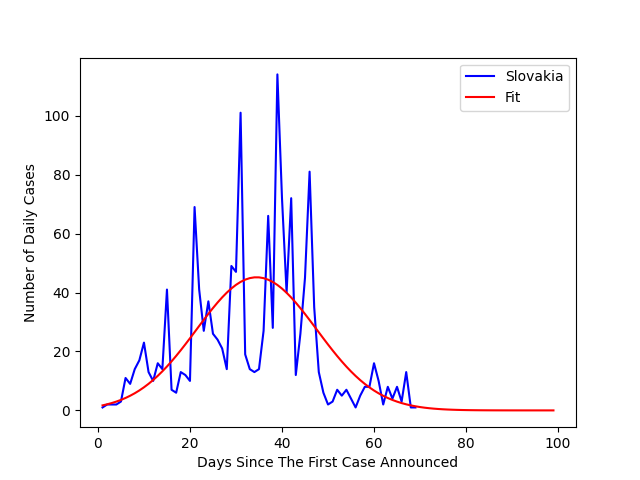 Slovakia
Fit
Number of Daily Cases
100
80
60
40
20
0
0 20 40 60 80 100
Days Since The First Case Announced